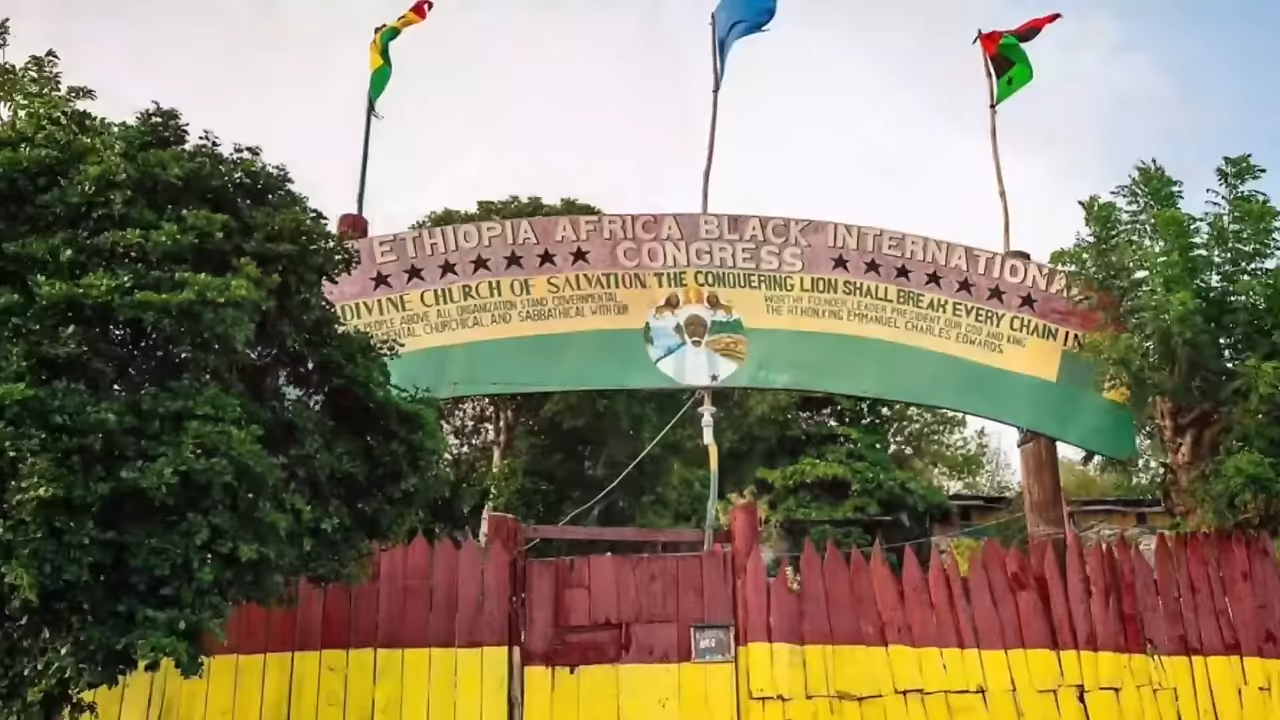 ETHIOPIA AFRICA BLACK INTERNATIONAL
CONGRESS
DIVINE CHURCH OF SALVATION: THE CONQUERING LION SHALL BREAK EVERY CHAIN IN
PEOPLE ABOVE ALL ORGANIZATION STAND GOVERNMENTAL,
MENTAL, CHURCHICAL, AND SABBATHICAL WITH OUR
WORTHY FOUNDER, LEADER PRESIDENT OUR GOD AND KING
THE RTHON.KING EMMANUEL CHARLES EDWARDS.